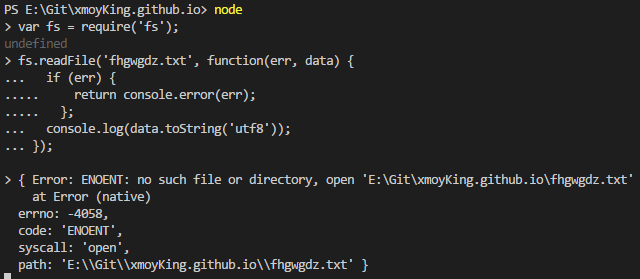 PS E:\Git\xmoyKing.github.io> node
> var fs = require('fs');
undefined
> fs.readFile('fhgwgdz.txt', function(err, data) {
...   if (err) {
.....     return console.error(err);
.....   };
...   console.log(data.toString('utf8'));
... });
> { Error: ENOENT: no such file or directory, open 'E:\Git\xmoyKing.github.io\fhgwgdz.txt'
    at Error (native)
  errno: -4058,
  code: 'ENOENT',
  syscall: 'open',
  path: 'E:\\Git\\xmoyKing.github.io\\fhgwgdz.txt' }